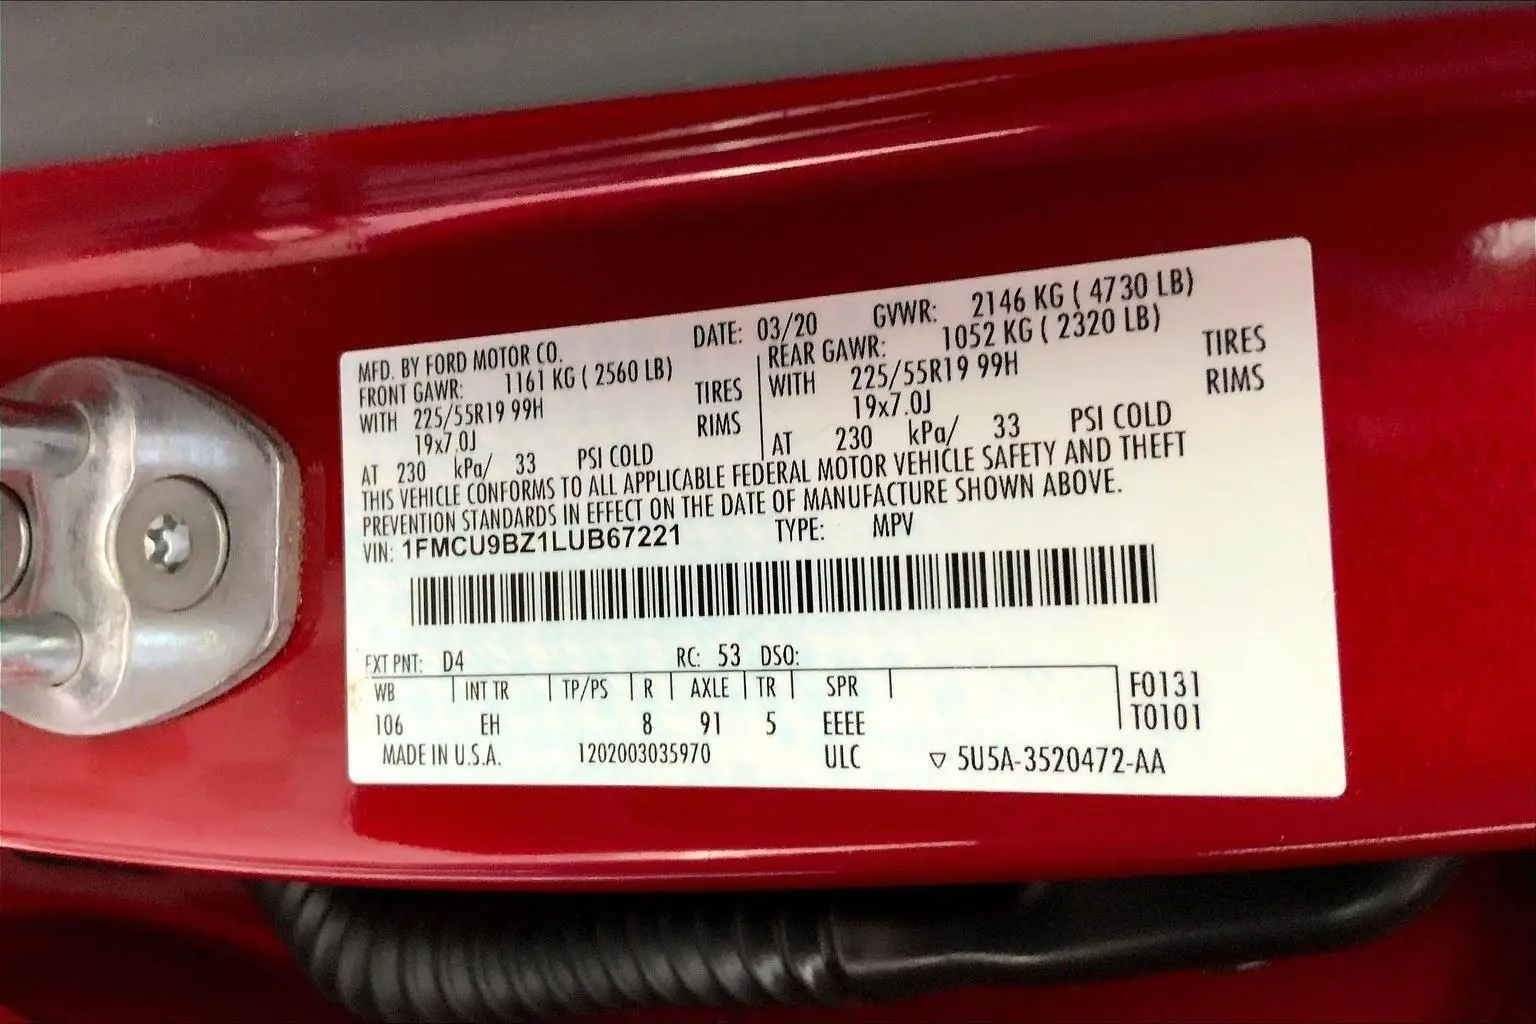 MFD. BY FORD MOTOR CO. DATE: 03/20 GVWR: 2146 KG ( 4730 LB)
FRONT GAWR: 1161 KG ( 2560 LB) REAR GAWR: 1052 KG ( 2320 LB)
WITH 225/55R19 99H TIRES WITH 225/55R19 99H TIRES
19x7.0J RIMS 19x7.0J RIMS
AT 230 kPa/ 33 PSI COLD AT 230 kPa/ 33 PSI COLD
THIS VEHICLE CONFORMS TO ALL APPLICABLE FEDERAL MOTOR VEHICLE SAFETY AND THEFT
PREVENTION STANDARDS IN EFFECT ON THE DATE OF MANUFACTURE SHOWN ABOVE.
VIN: 1FMCU9BZ1LUB67221 TYPE: MPV
EXT PNT: D4 RC: 53 DSO:
WB INT TR TP/PS R AXLE TR SPR F0131
106 EH 8 91 5 EEEE T0101
MADE IN U.S.A. 1202003035970 ULC ▽ 5U5A-3520472-AA